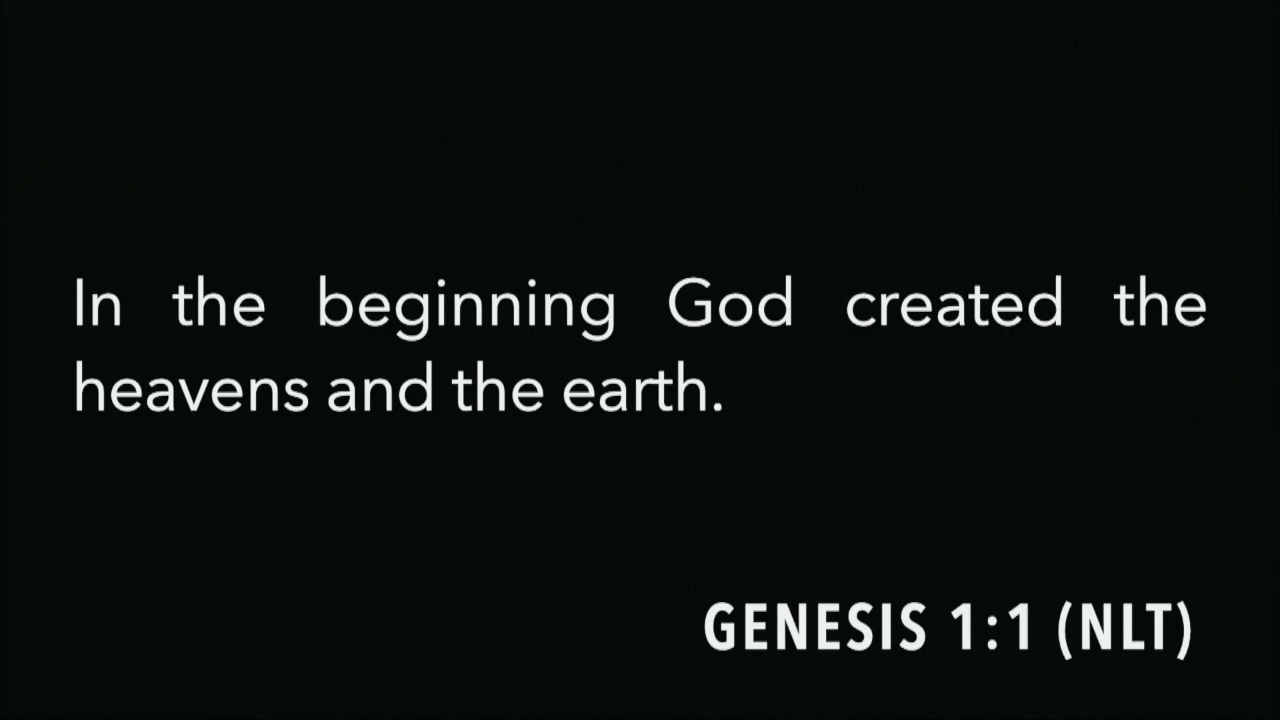 In the beginning God created the
heavens and the earth.
GENESIS 1:1 (NLT)